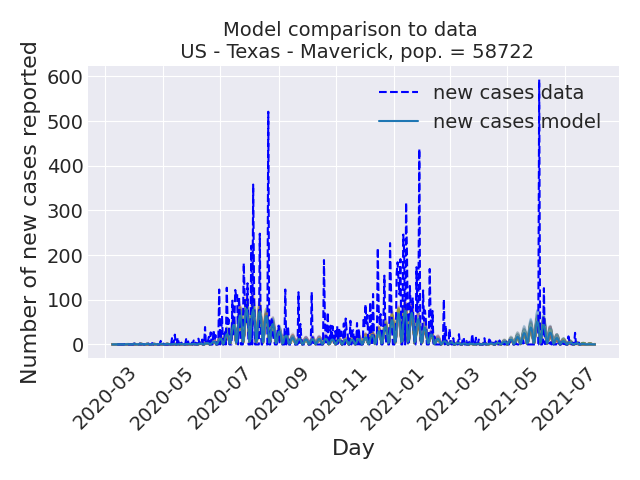 Model comparison to data
US - Texas - Maverick, pop. = 58722
new cases data
new cases model
Number of new cases reported
600
500
400
300
200
100
0
2020-03
2020-05
2020-07
2020-09
2020-11
2021-01
2021-03
2021-05
2021-07
Day